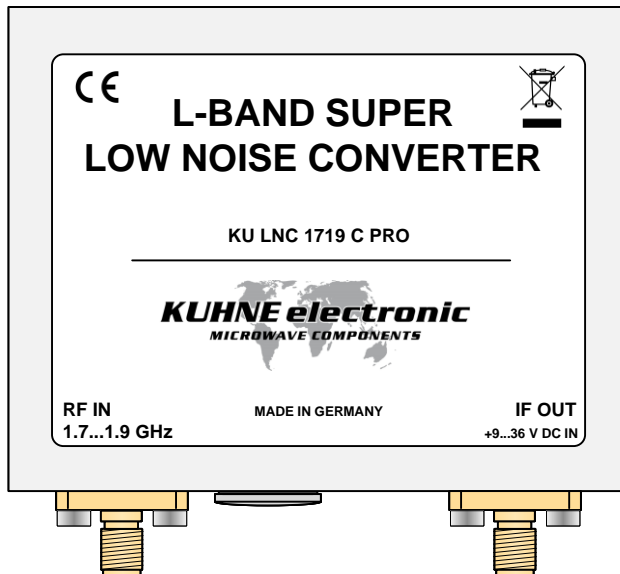 CE
L-BAND SUPER
LOW NOISE CONVERTER
KU LNC 1719 C PRO
KUHNE electronic
MICROWAVE COMPONENTS
RF IN
1.7...1.9 GHz
MADE IN GERMANY
IF OUT
+9...36 V DC IN